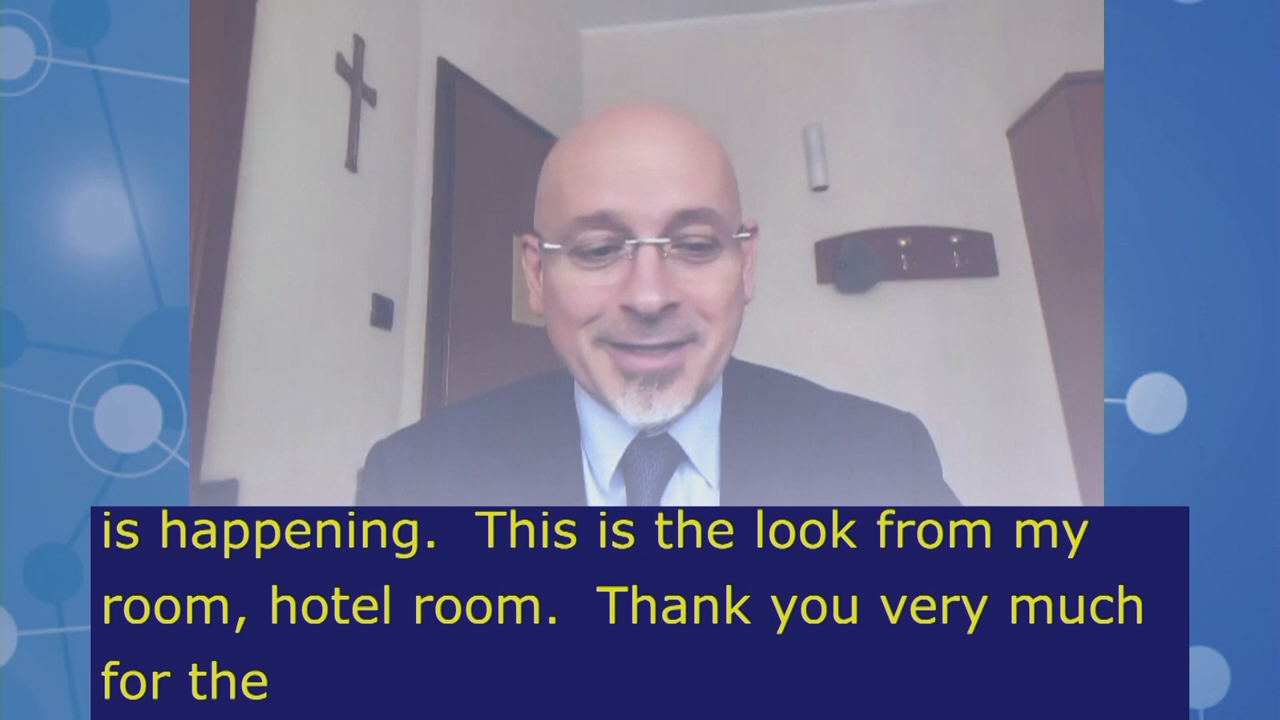 is happening.  This is the look from my
room, hotel room.  Thank you very much
for the